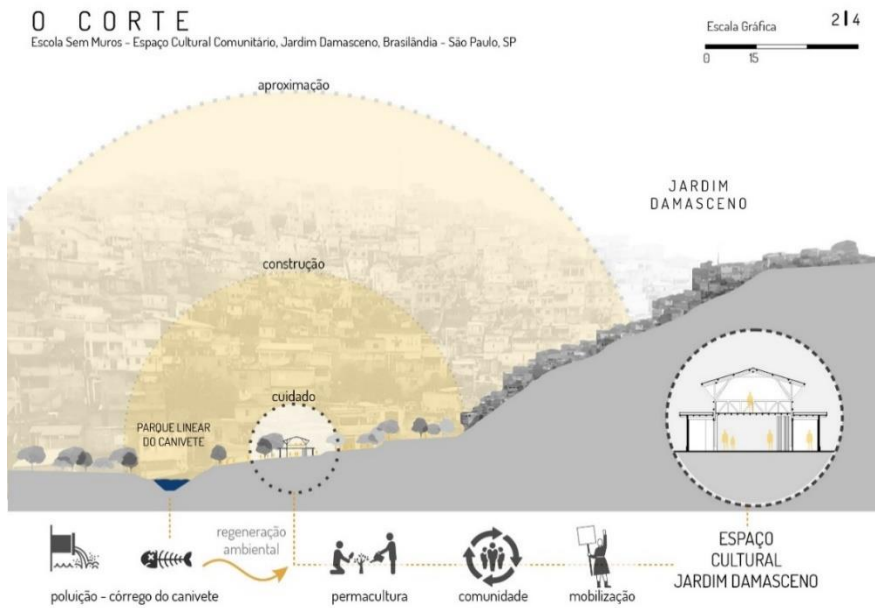 O CORTE
Escola Sem Muros - Espaço Cultural Comunitário, Jardim Damasceno, Brasilândia - São Paulo, SP
Escala Gráfica
2|4
0 15
aproximação
JARDIM
DAMASCENO
construção
cuidado
PARQUE LINEAR
DO CANIVETE
regeneração
ambiental
poluição - córrego do canivete
permacultura
comunidade
mobilização
ESPAÇO
CULTURAL
JARDIM DAMASCENO